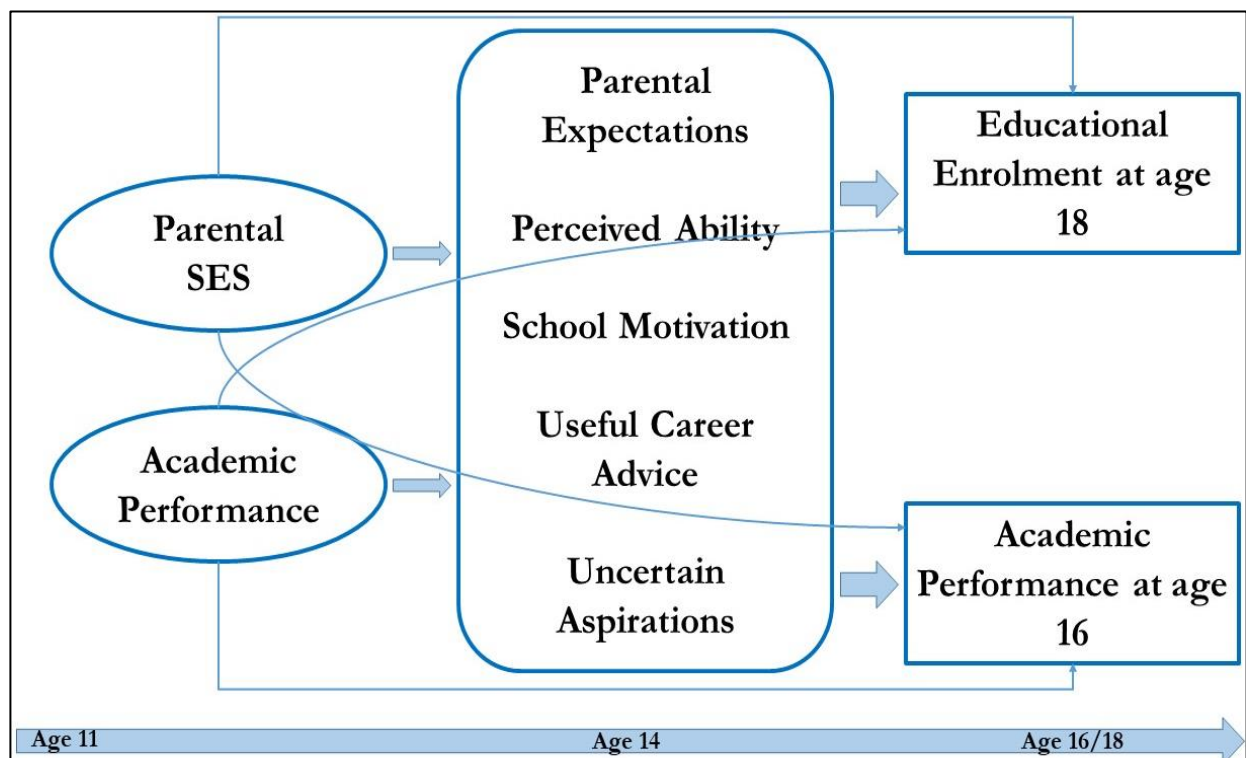 Parental
SES
Academic
Performance
Parental
Expectations
Perceived Ability
School Motivation
Useful Career
Advice
Uncertain
Aspirations
Educational
Enrolment at age
18
Academic
Performance at age
16
Age 11
Age 14
Age 16/18